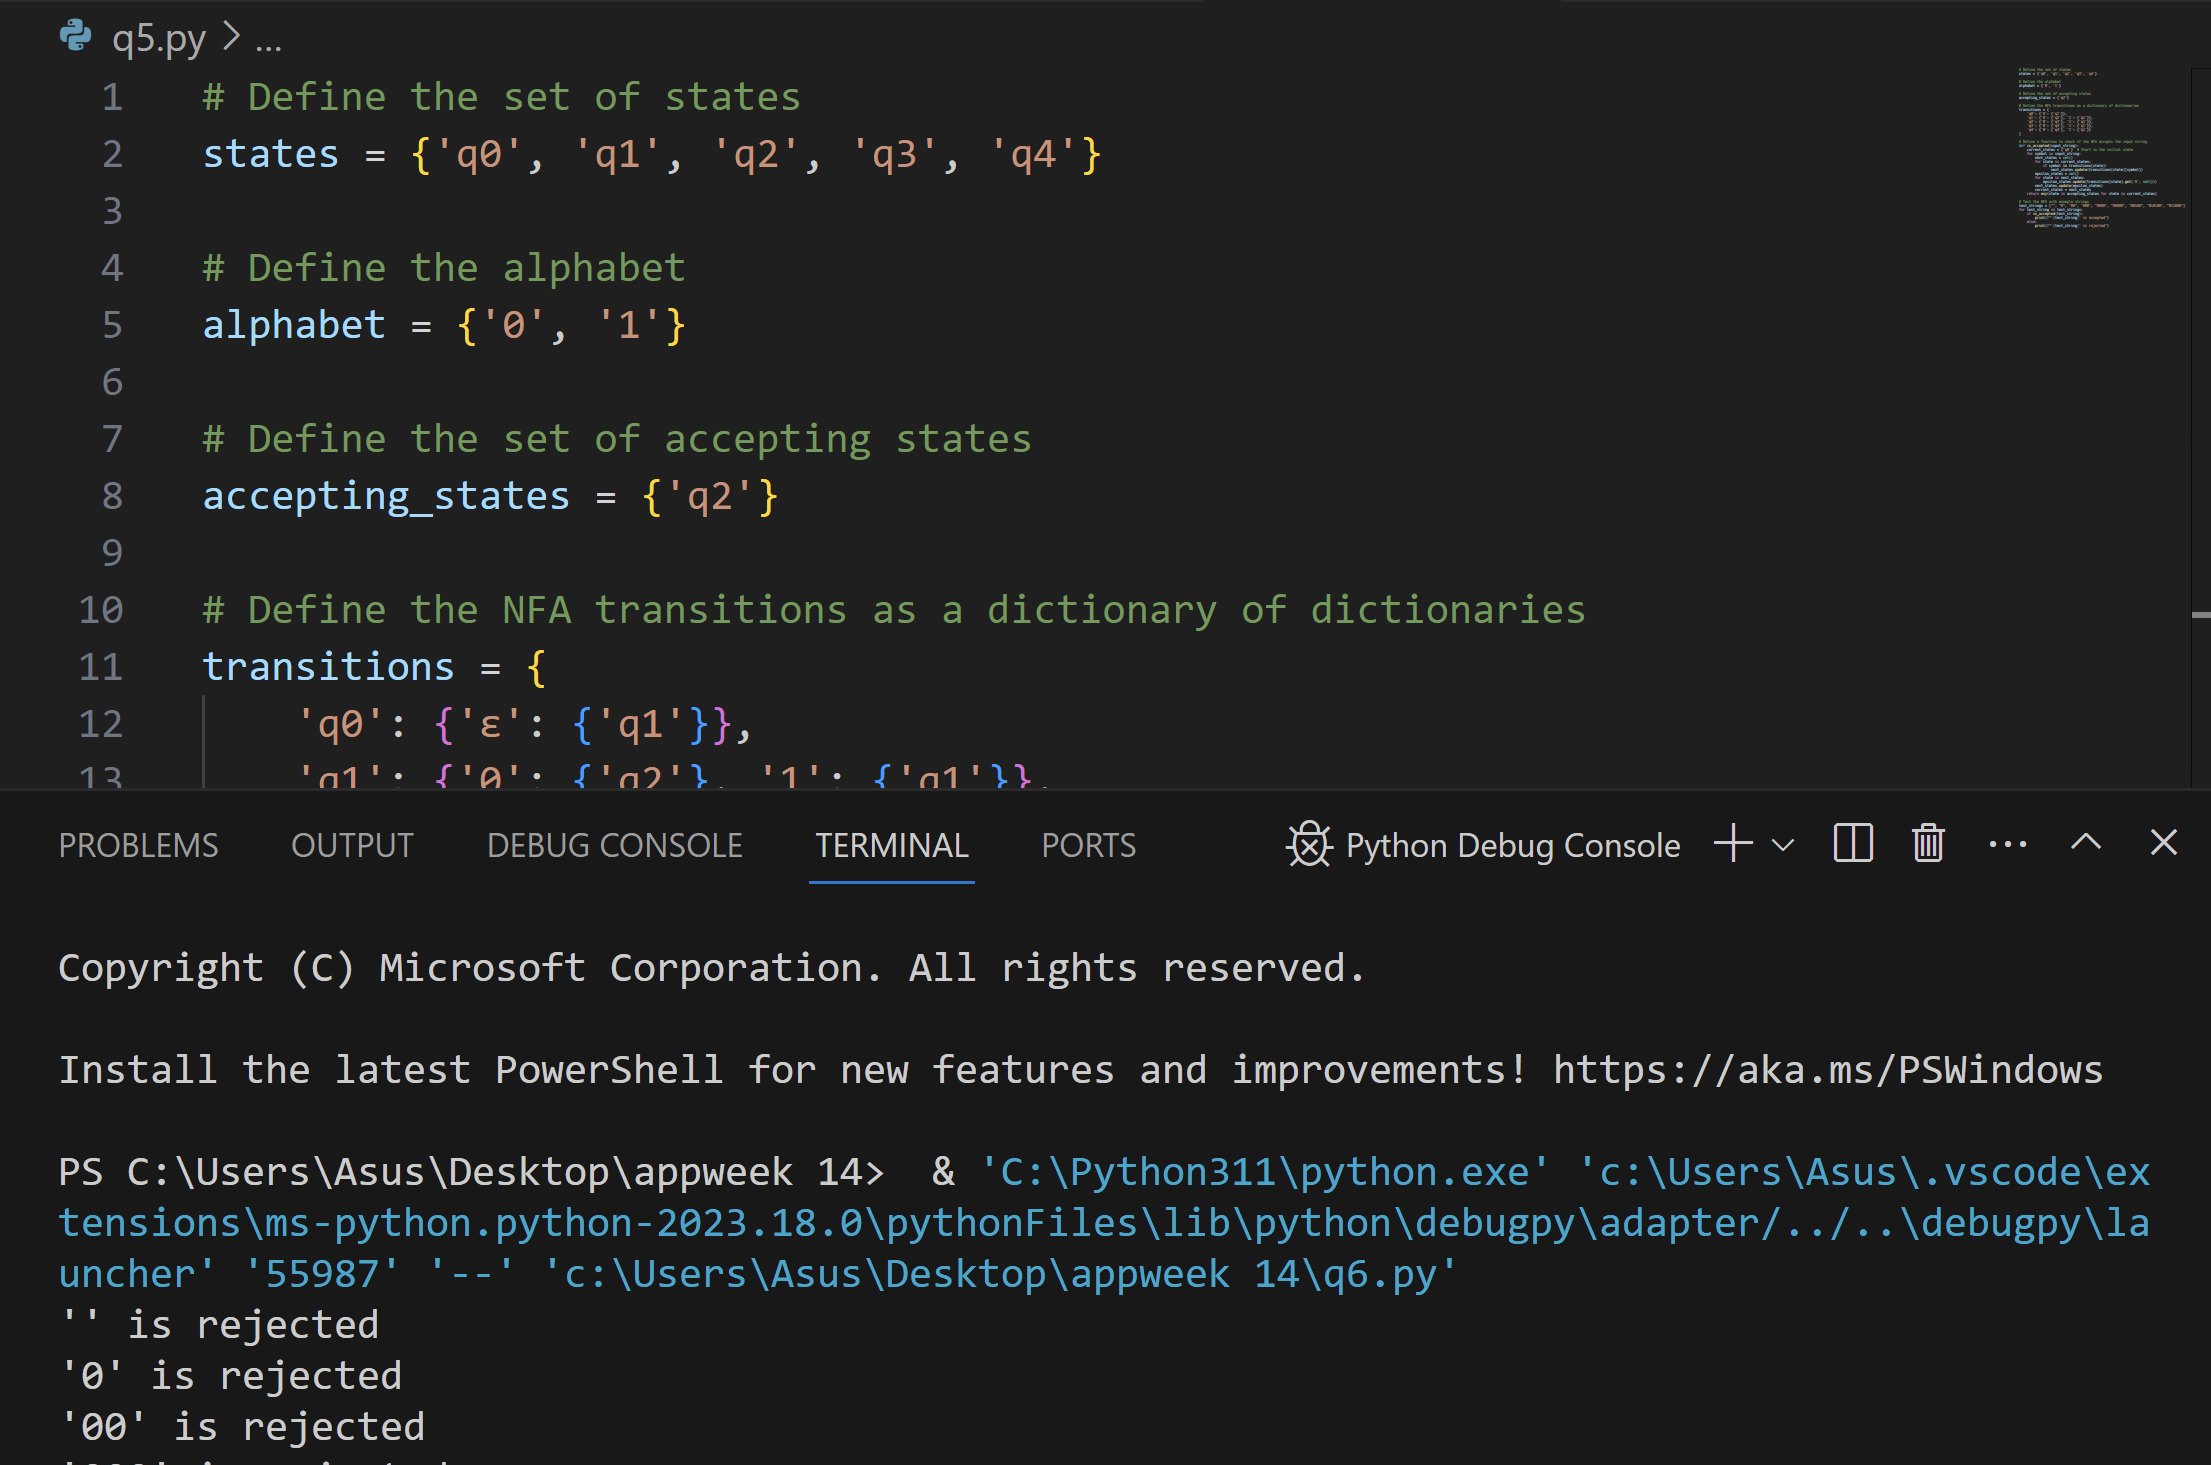 q5.py > ...
1 # Define the set of states
2 states = {'q0', 'q1', 'q2', 'q3', 'q4'}
3
4 # Define the alphabet
5 alphabet = {'0', '1'}
6
7 # Define the set of accepting states
8 accepting_states = {'q2'}
9
10 # Define the NFA transitions as a dictionary of dictionaries
11 transitions = {
12 'q0': {'ε': {'q1'}},
13 'q1': {'0': {'q2'}, '1': {'q1'}},
PROBLEMS OUTPUT DEBUG CONSOLE TERMINAL PORTS Python Debug Console
Copyright (C) Microsoft Corporation. All rights reserved.
Install the latest PowerShell for new features and improvements! https://aka.ms/PSWindows
PS C:\Users\Asus\Desktop\appweek 14>  & 'C:\Python311\python.exe' 'c:\Users\Asus\.vscode\ex
tensions\ms-python.python-2023.18.0\pythonFiles\lib\python\debugpy\adapter/../..\debugpy\la
uncher' '55987' '--' 'c:\Users\Asus\Desktop\appweek 14\q6.py'
'' is rejected
'0' is rejected
'00' is rejected